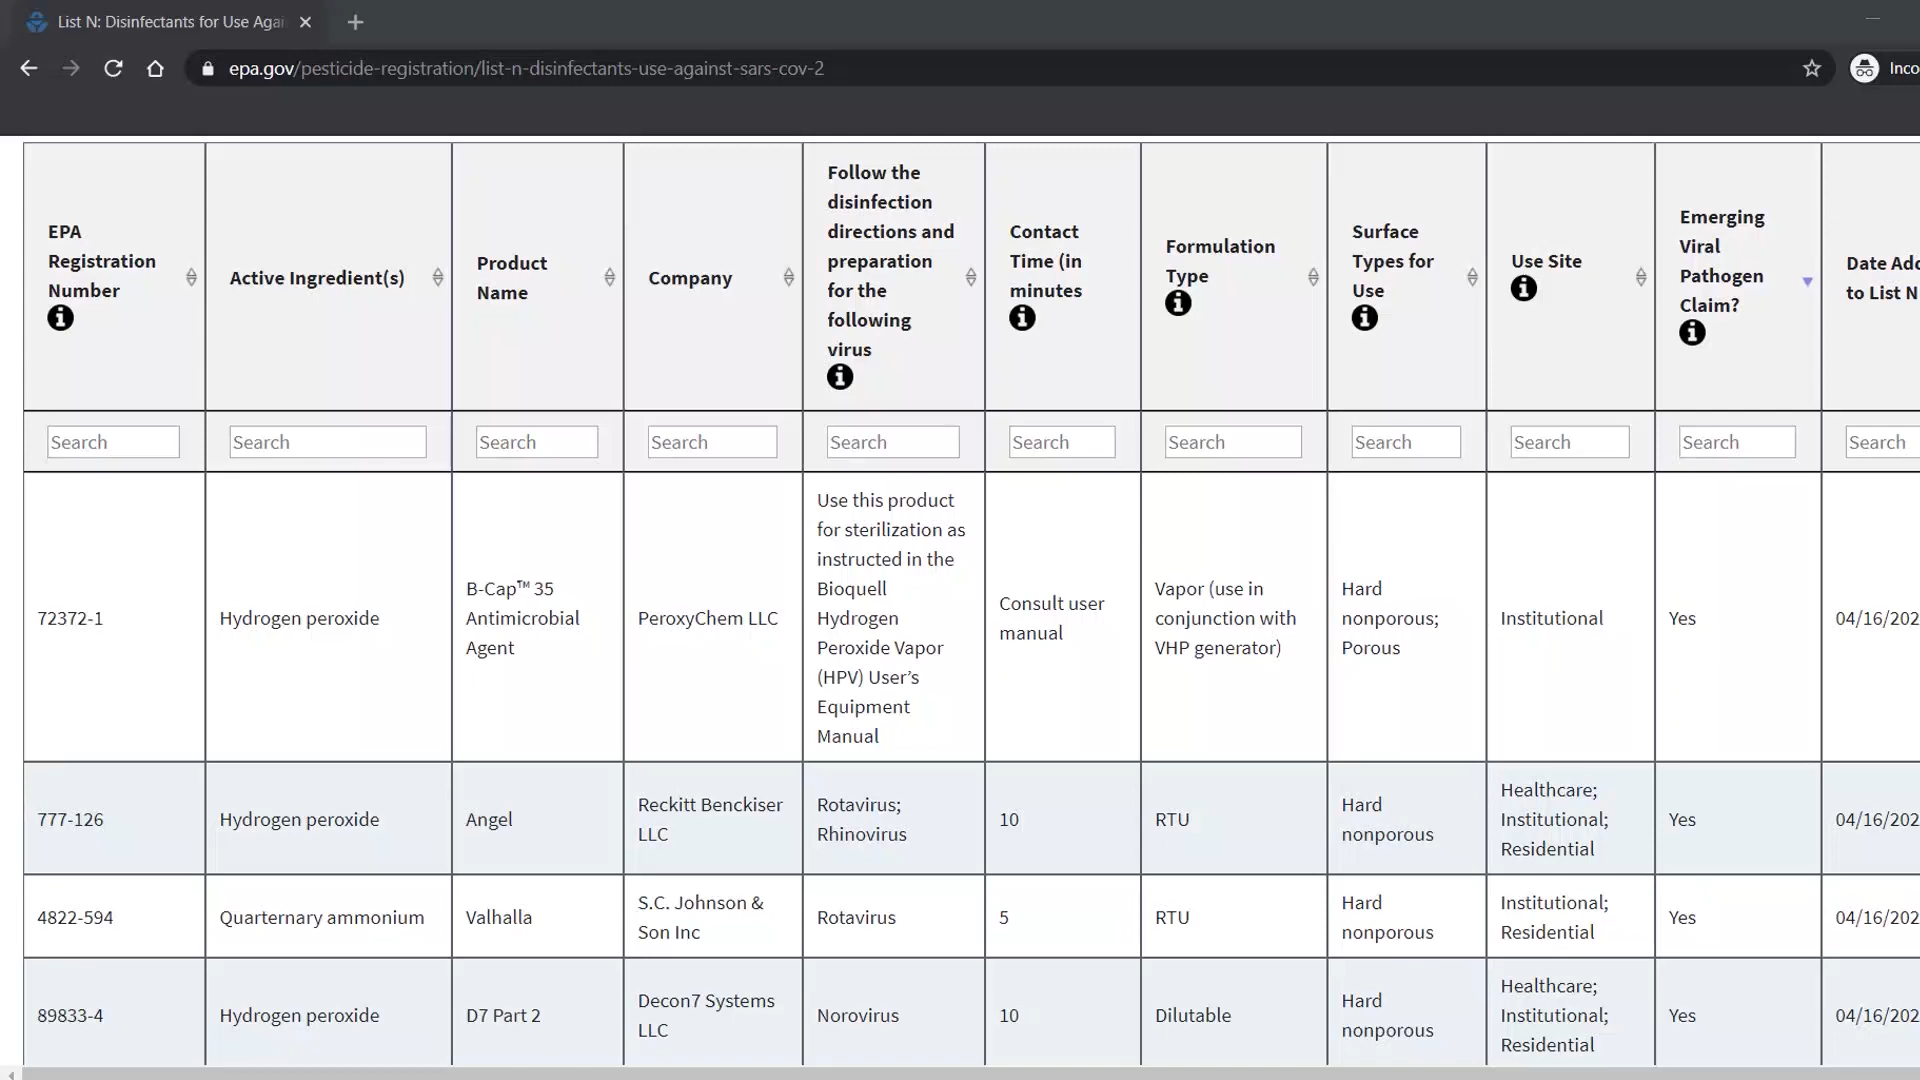 List N: Disinfectants for Use Agai
epa.gov/pesticide-registration/list-n-disinfectants-use-against-sars-cov-2
Inco
EPA
Registration
Number
Active Ingredient(s)
Product
Name
Company
Follow the
disinfection
directions and
preparation
for the
following
virus
Contact
Time (in
minutes
Formulation
Type
Surface
Types for
Use
Use Site
Emerging
Viral
Pathogen
Claim?
Date Add
to List N
Search
Search
Search
Search
Search
Search
Search
Search
Search
Search
Search
72372-1
Hydrogen peroxide
B-Cap™ 35
Antimicrobial
Agent
PeroxyChem LLC
Use this product
for sterilization as
instructed in the
Bioquell
Hydrogen
Peroxide Vapor
(HPV) User’s
Equipment
Manual
Consult user
manual
Vapor (use in
conjunction with
VHP generator)
Hard
nonporous;
Porous
Institutional
Yes
04/16/202
777-126
Hydrogen peroxide
Angel
Reckitt Benckiser
LLC
Rotavirus;
Rhinovirus
10
RTU
Hard
nonporous
Healthcare;
Institutional;
Residential
Yes
04/16/202
4822-594
Quarternary ammonium
Valhalla
S.C. Johnson &
Son Inc
Rotavirus
5
RTU
Hard
nonporous
Institutional;
Residential
Yes
04/16/202
89833-4
Hydrogen peroxide
D7 Part 2
Decon7 Systems
LLC
Norovirus
10
Dilutable
Hard
nonporous
Healthcare;
Institutional;
Residential
Yes
04/16/202